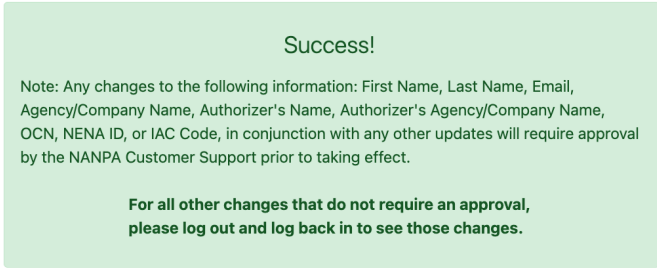 Success!
Note: Any changes to the following information: First Name, Last Name, Email,
Agency/Company Name, Authorizer's Name, Authorizer's Agency/Company Name,
OCN, NENA ID, or IAC Code, in conjunction with any other updates will require approval
by the NANPA Customer Support prior to taking effect.
For all other changes that do not require an approval,
please log out and log back in to see those changes.